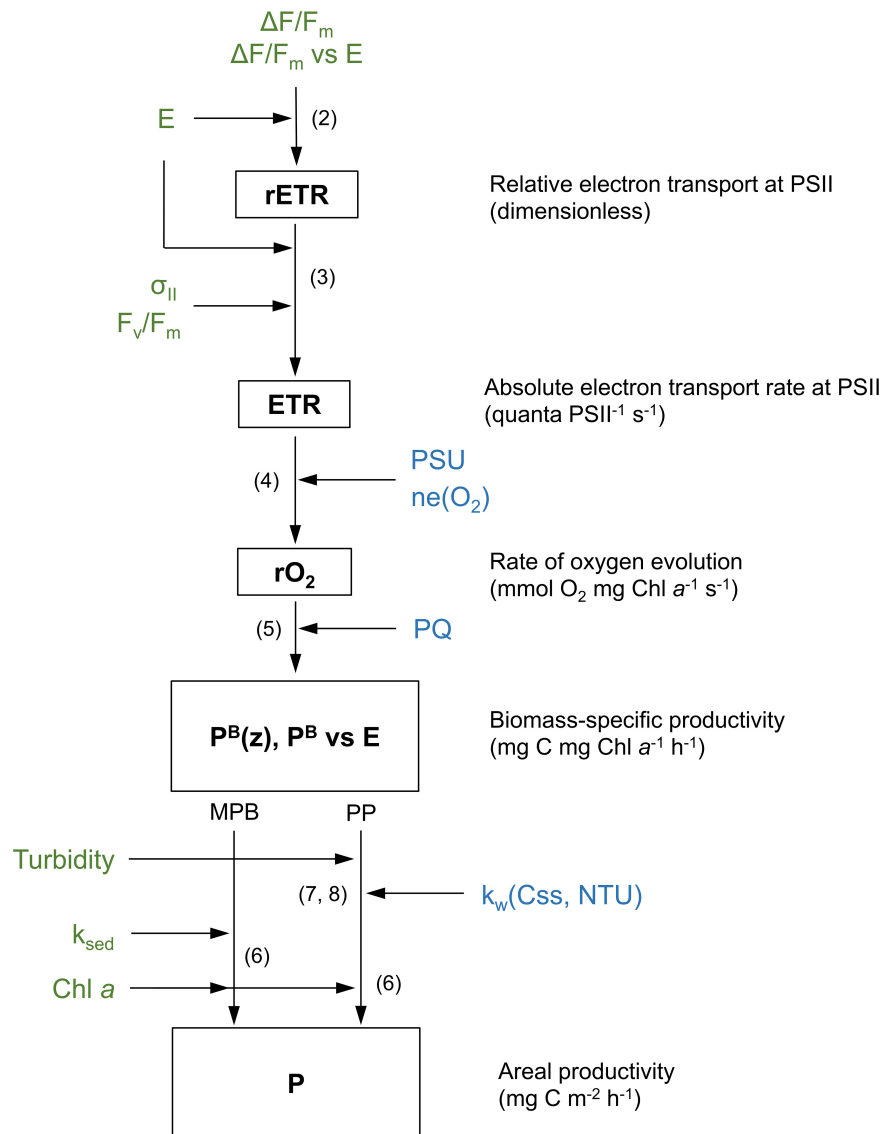 ΔF/Fm
ΔF/Fm vs E
E
(2)
rETR
Relative electron transport at PSII
(dimensionless)
(3)
σII
Fv/Fm
ETR
Absolute electron transport rate at PSII
(quanta PSII-1 s-1)
(4)
PSU
ne(O2)
rO2
Rate of oxygen evolution
(mmol O2 mg Chl a-1 s-1)
(5)
PQ
PB(z), PB vs E
Biomass-specific productivity
(mg C mg Chl a-1 h-1)
MPB
PP
Turbidity
(7, 8)
kw(Css, NTU)
ksed
(6)
Chl a
(6)
P
Areal productivity
(mg C m-2 h-1)